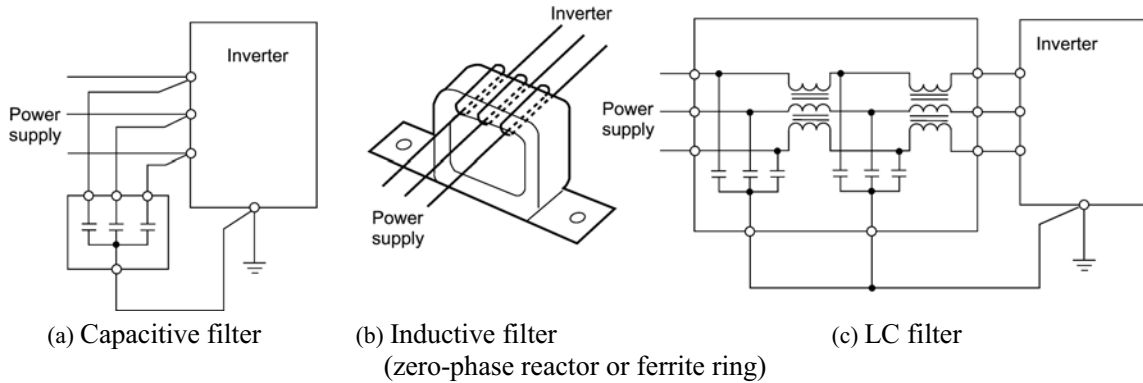 Inverter
Power
supply
(a) Capacitive filter
Inverter
Power
supply
(b) Inductive filter
(zero-phase reactor or ferrite ring)
Inverter
Power
supply
(c) LC filter